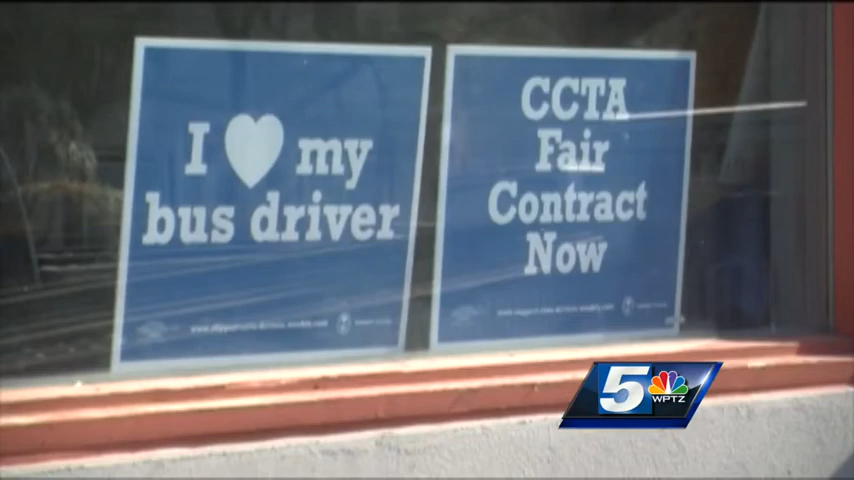 I ♥ my
bus driver
CCTA
Fair
Contract
Now
5
WPTZ